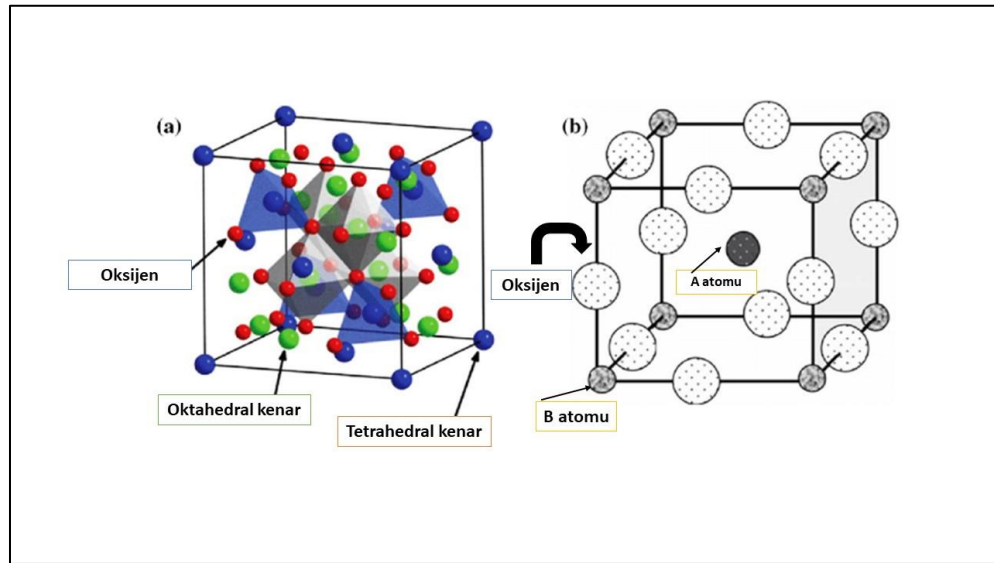 (a)
(b)
Oksijen
Oksijen
A atomu
Oktahedral kenar
Tetrahedral kenar
B atomu